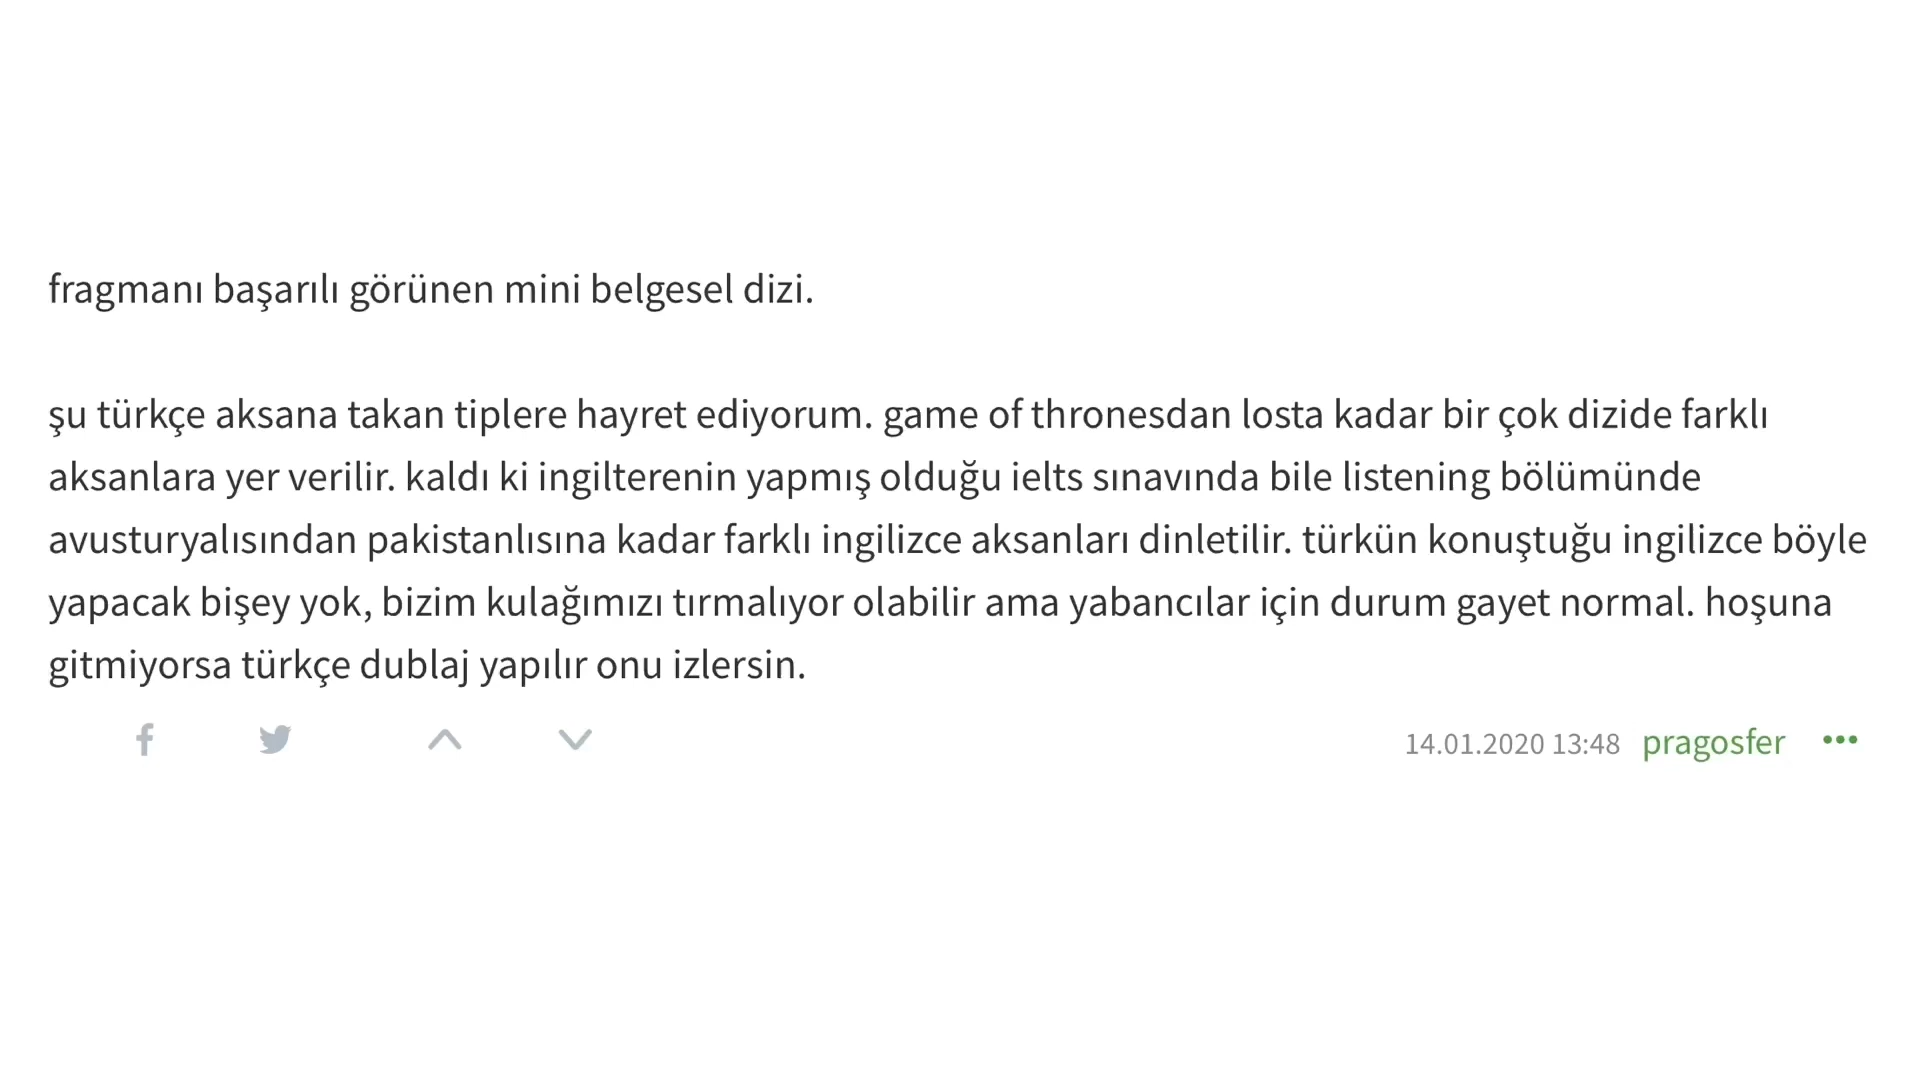 fragmanı başarılı görünen mini belgesel dizi.
şu türkçe aksana takan tiplere hayret ediyorum. game of thronesdan losta kadar bir çok dizide farklı
aksanlara yer verilir. kaldı ki ingilterenin yapmış olduğu ielts sınavında bile listening bölümünde
avusturyalısından pakistanlısına kadar farklı ingilizce aksanları dinletilir. türkün konuştuğu ingilizce böyle
yapacak bişey yok, bizim kulağımızı tırmalıyor olabilir ama yabancılar için durum gayet normal. hoşuna
gitmiyorsa türkçe dublaj yapılır onu izlersin.
14.01.2020 13:48 pragosfer